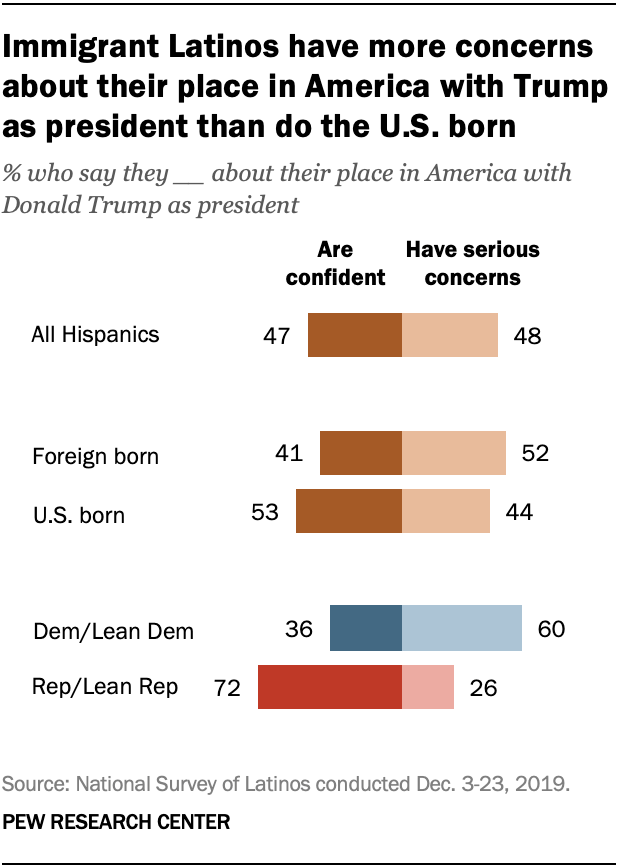 Immigrant Latinos have more concerns
about their place in America with Trump
as president than do the U.S. born
% who say they __ about their place in America with
Donald Trump as president
Are confident
Have serious concerns
All Hispanics 47 48
Foreign born 41 52
U.S. born 53 44
Dem/Lean Dem 36 60
Rep/Lean Rep 72 26
Source: National Survey of Latinos conducted Dec. 3-23, 2019.
PEW RESEARCH CENTER